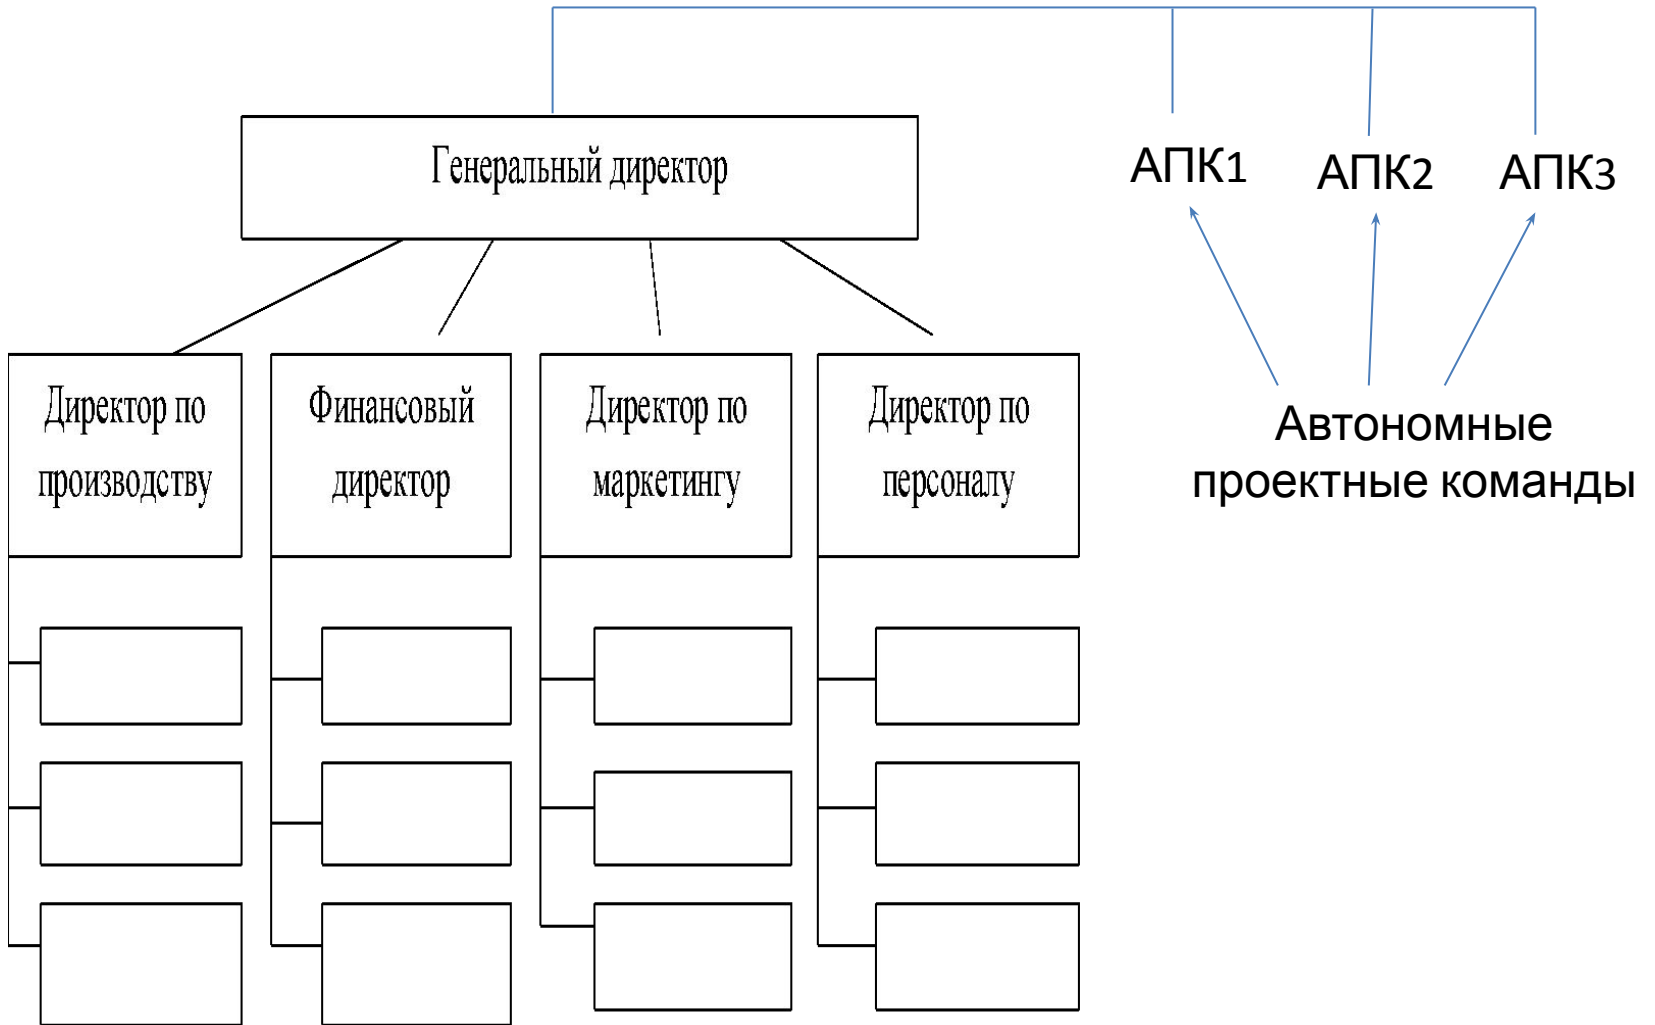 Генеральный директор
АПК1
АПК2
АПК3
Директор по
производству
Финансовый
директор
Директор по
маркетингу
Директор по
персоналу
Автономные
проектные команды